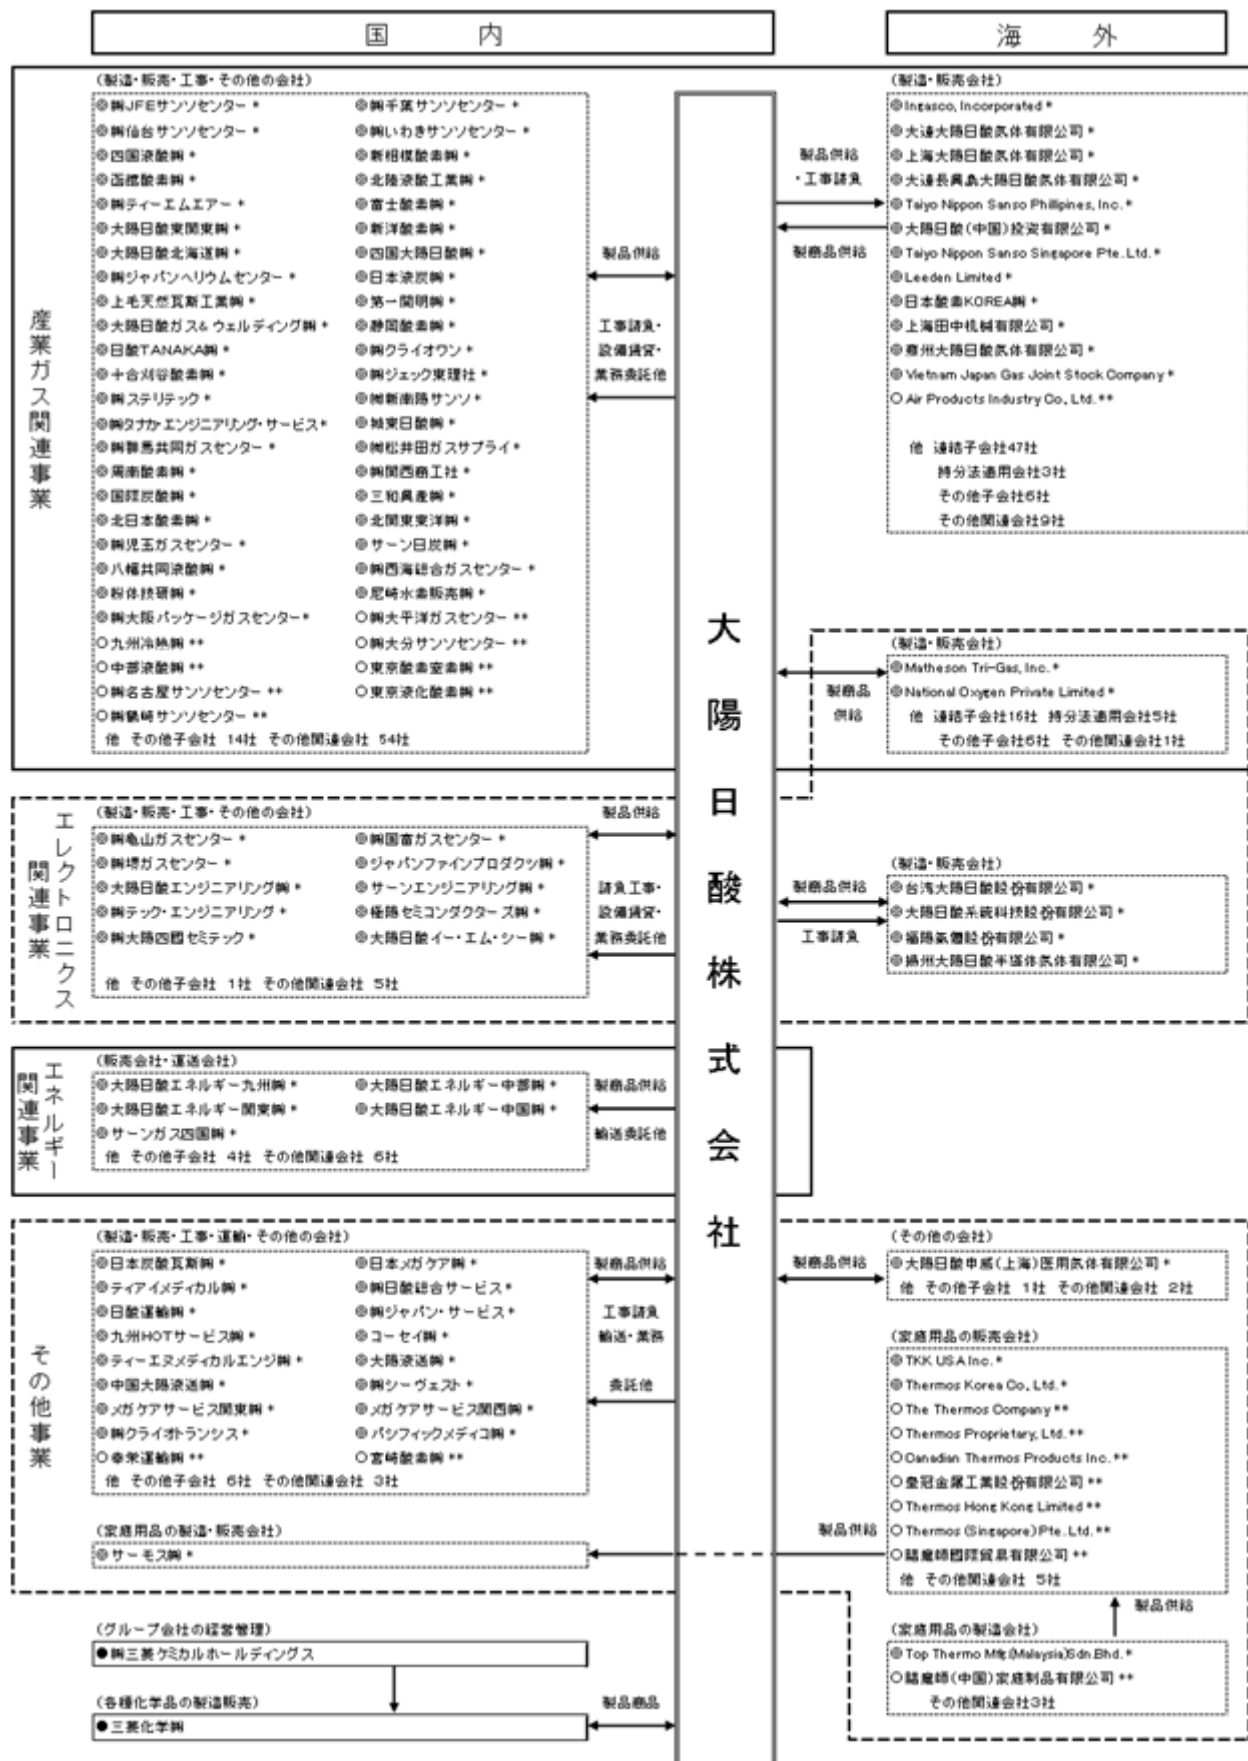 国 内
海 外
産業ガス関連事業
(製造・販売・工事・その他の会社)
◎㈱JFEサンソセンター *
◎㈱千葉サンソセンター *
◎㈱仙台サンソセンター *
◎㈱いわきサンソセンター *
◎四国液酸㈱ *
◎新相模酸素㈱ *
◎函館酸素㈱ *
◎北陸液酸工業㈱ *
◎㈱ティーエムエアー *
◎富士酸素㈱ *
◎大陽日酸東関東㈱ *
◎新洋酸素㈱ *
◎大陽日酸北海道㈱ *
◎四国大陽日酸㈱ *
◎㈱ジャパンヘリウムセンター *
◎日本液炭㈱ *
◎上毛天然瓦斯工業㈱ *
◎第一開明㈱ *
◎大陽日酸ガス&ウェルディング㈱ *
◎静岡酸素㈱ *
◎日酸TANAKA㈱ *
◎㈱クライオワン *
◎十合刈谷酸素㈱ *
◎㈱ジェック東理社 *
◎㈱ステリテック *
◎㈲新南陽サンソ *
◎㈱タナカエンジニアリング・サービス*
◎城東日酸㈱ *
◎㈱群馬共同ガスセンター *
◎㈲松井田ガスサプライ *
◎周南酸素㈱ *
◎㈱関西商工社 *
◎国際炭酸㈱ *
◎三和興産㈱ *
◎北日本酸素㈱ *
◎北関東東洋㈱ *
◎㈱児玉ガスセンター *
◎サーン日炭㈱ *
◎八幡共同液酸㈱ *
◎㈱西海総合ガスセンター *
◎粉体技研㈱ *
◎尼崎水素販売㈱ *
◎㈱大阪パッケージガスセンター*
○㈱大平洋ガスセンター **
○九州冷熱㈱ **
○㈱大分サンソセンター **
○中部液酸㈱ **
○東京酸素窒素㈱ **
○㈱名古屋サンソセンター **
○東京液化酸素㈱ **
○㈱鶴崎サンソセンター **
他 その他子会社 14社 その他関連会社 54社
製品供給
工事請負・
設備賃貸・
業務委託他
大陽日酸株式会社
製品供給
・工事請負
製商品供給
(製造・販売会社)
◎Ingasco, Incorporated *
◎大連大陽日酸気体有限公司 *
◎上海大陽日酸気体有限公司 *
◎大連長興島大陽日酸気体有限公司 *
◎Taiyo Nippon Sanso Philipines, Inc. *
◎大陽日酸(中国)投資有限公司 *
◎Taiyo Nippon Sanso Singapore Pte. Ltd. *
◎Leeden Limited *
◎日本酸素KOREA㈱ *
◎上海田中机械有限公司 *
◎大陽日酸気体有限公司 *
◎Vietnam Japan Gas Joint Stock Company *
○Air Products Industry Co, Ltd. **
他 連結子会社47社
持分法適用会社3社
その他子会社6社
その他関連会社9社
製商品
供給
(製造・販売会社)
◎Matheson Tri-Gas, Inc. *
◎National Oxygen Private Limited *
他 連結子会社16社 持分法適用会社5社
その他子会社6社 その他関連会社1社
エレクトロニクス
関連事業
(製造・販売・工事・その他の会社)
◎㈱亀山ガスセンター *
◎㈱国富ガスセンター *
◎㈱堺ガスセンター *
◎ジャパンファインプロダクツ㈱ *
◎大陽日酸エンジニアリング㈱ *
◎サーンエンジニアリング㈱ *
◎㈱テック・エンジニアリング *
◎極陽セミコンダクターズ㈱ *
◎㈱大陽四國セミテック *
◎大陽日酸イー・エム・シー㈱ *
他 その他子会社 1社 その他関連会社 5社
製品供給
請負工事・
設備賃貸・
業務委託他
製商品供給
工事請負
(製造・販売会社)
◎台湾大陽日酸股份有限公司 *
◎大陽日酸系統科技股份有限公司 *
◎福陽氣體股份有限公司 *
◎揚州大陽日酸半導体気体有限公司 *
エネルギー
関連事業
(販売会社・運送会社)
◎大陽日酸エネルギー九州㈱ *
◎大陽日酸エネルギー中部㈱ *
◎大陽日酸エネルギー関東㈱ *
◎大陽日酸エネルギー中国㈱ *
◎サーンガス四国㈱ *
他 その他子会社 4社 その他関連会社 6社
製商品供給
輸送委託他
その他事業
(製造・販売・工事・運輸・その他の会社)
◎日本炭酸瓦斯㈱ *
◎日本メガケア㈱ *
◎ティアイメディカル㈱ *
◎㈱日酸総合サービス *
◎日酸運輸㈱ *
◎㈱ジャパン・サービス *
◎九州HOTサービス㈱ *
◎コーセイ㈱ *
◎ティーエヌメディカルエンジ㈱ *
◎大陽液送㈱ *
◎中国大陽液送㈱ *
◎㈱シーヴェスト *
◎メガケアサービス関東㈱ *
◎メガケアサービス関西㈱ *
◎㈱クライオトランシス *
◎パシフィックメディコ㈱ *
○幸栄運輸㈱ **
○宮崎酸素㈱ **
他 その他子会社 6社 その他関連会社 3社
製商品供給
工事請負
輸送・業務
委託他
製商品供給
(その他の会社)
◎大陽日酸申威(上海)医用気体有限公司 *
他 その他子会社 1社 その他関連会社 2社
(家庭用品の販売会社)
◎TKK USA Inc. *
◎Thermos Korea Co, Ltd. *
○The Thermos Company **
○Thermos Proprietary, Ltd. **
○Canadian Thermos Products Inc. **
○皇冠金属工業股份有限公司 **
○Thermos Hong Kong Limited **
○Thermos (Singapore) Pte. Ltd. **
○膳魔師國際貿易有限公司 **
他 その他関連会社 5社
(家庭用品の製造・販売会社)
◎サーモス㈱ *
製品供給
製品供給
(家庭用品の製造会社)
◎Top Thermo Mfg(Malaysia)Sdn.Bhd. *
○膳魔師(中国)家庭制品有限公司 **
その他関連会社3社
(グループ会社の経営管理)
●㈱三菱ケミカルホールディングス
(各種化学品の製造販売)
●三菱化学㈱
製品商品